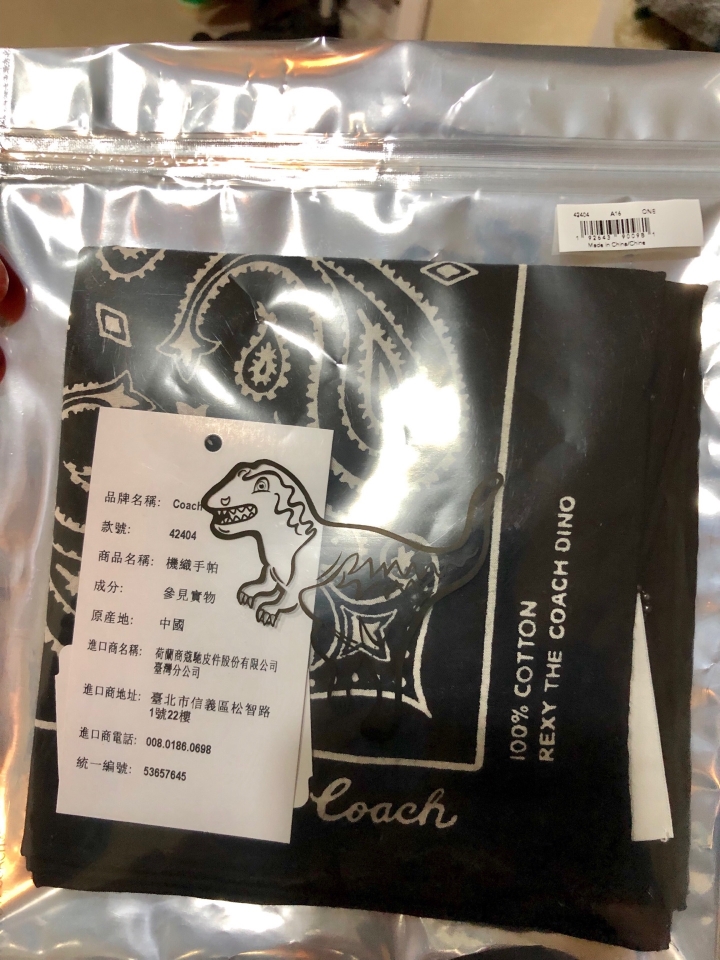 42404 A16 ONS
1 92643 90095 1
Made in China/Chine
品牌名稱: Coach
款號: 42404
商品名稱: 機織手帕
成分: 參見實物
原產地: 中國
進口商名稱: 荷蘭商蔻馳皮件股份有限公司
臺灣分公司
進口商地址: 臺北市信義區松智路
1號22樓
進口商電話: 008.0186.0698
統一編號: 53657645
100% COTTON
REXY THE COACH DINO
Coach